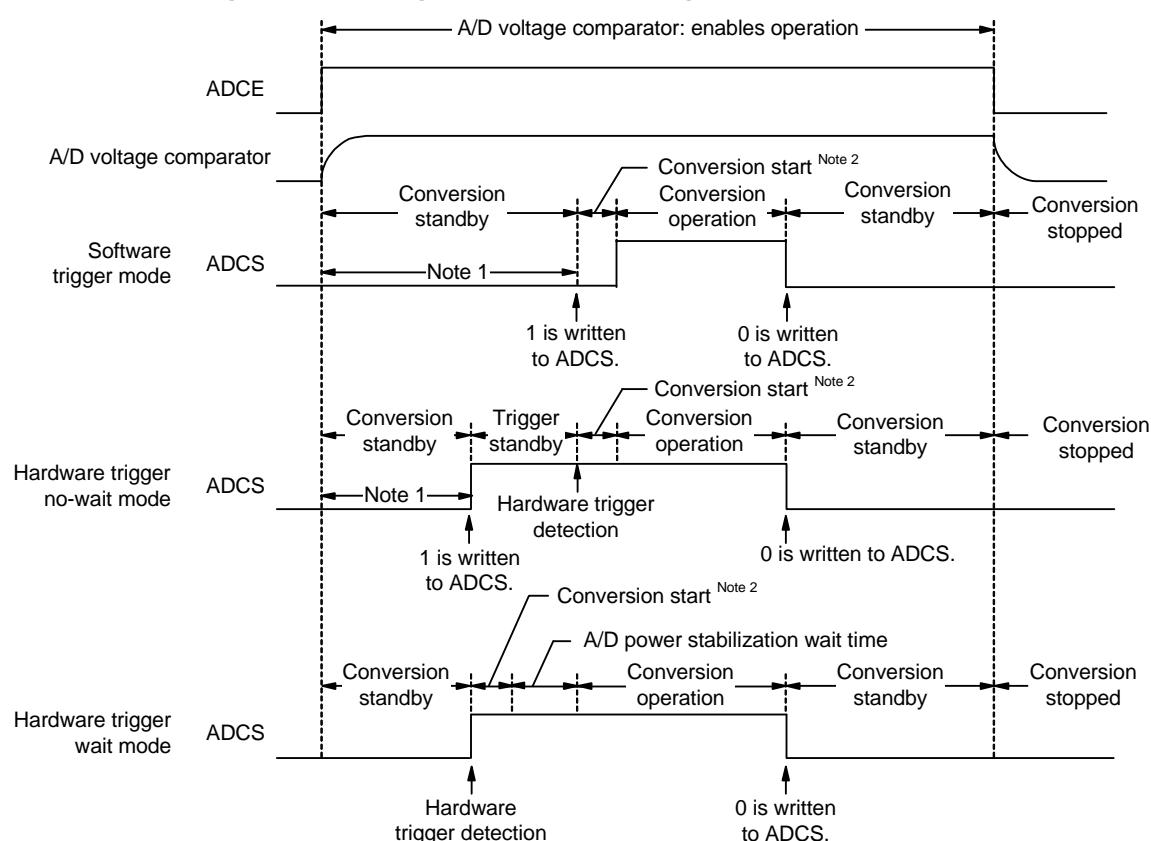 A/D voltage comparator: enables operation
ADCE
A/D voltage comparator
Conversion start Note 2
Conversion
standby
Conversion
operation
Conversion
standby
Conversion
stopped
Software
trigger mode
ADCS
Note 1
1 is written
to ADCS.
0 is written
to ADCS.
Conversion start Note 2
Conversion
standby
Trigger
standby
Conversion
operation
Conversion
standby
Conversion
stopped
Hardware trigger
no-wait mode
ADCS
Note 1
Hardware trigger
detection
1 is written
to ADCS.
0 is written to ADCS.
Conversion start Note 2
A/D power stabilization wait time
Conversion
standby
Conversion
operation
Conversion
standby
Conversion
stopped
Hardware trigger
wait mode
ADCS
Hardware
trigger detection
0 is written
to ADCS.